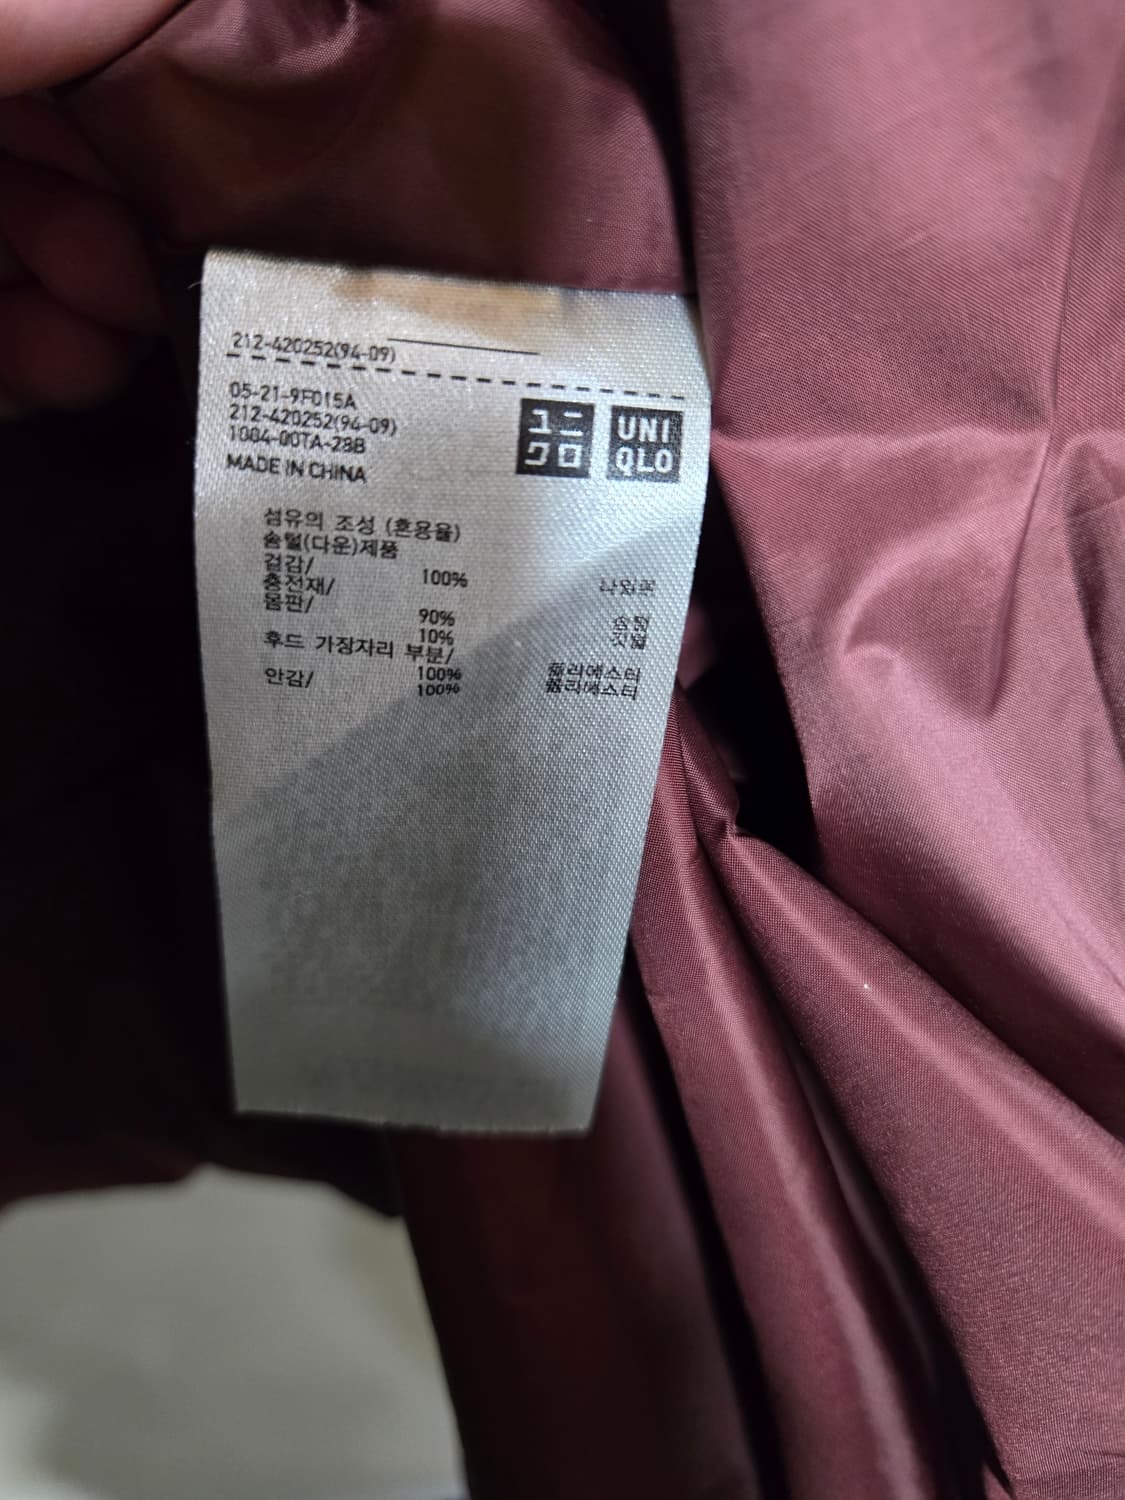 212-420252(94-09)
05-21-9F015A
212-420252(94-09)
1084-00TA-28B
MADE IN CHINA
ユニ
クロ
UNI
QLO
섬유의 조성 (혼용율)
솜털(다운)제품
겉감/
100% 나일론
충전재/
몸판/
90% 솜털
10% 깃털
후드 가장자리 부분/
100% 폴리에스터
안감/
100% 폴리에스터